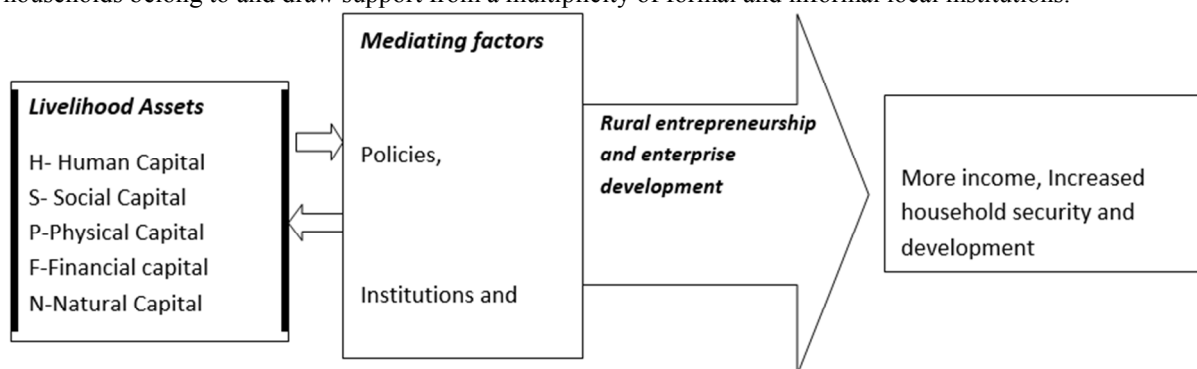 households belong to and draw support from a multiplicity of formal and informal local institutions.
Mediating factors
Livelihood Assets
H- Human Capital
S- Social Capital
P-Physical Capital
F-Financial capital
N-Natural Capital
Policies,
Institutions and
Rural entrepreneurship
and enterprise
development
More income, Increased
household security and
development